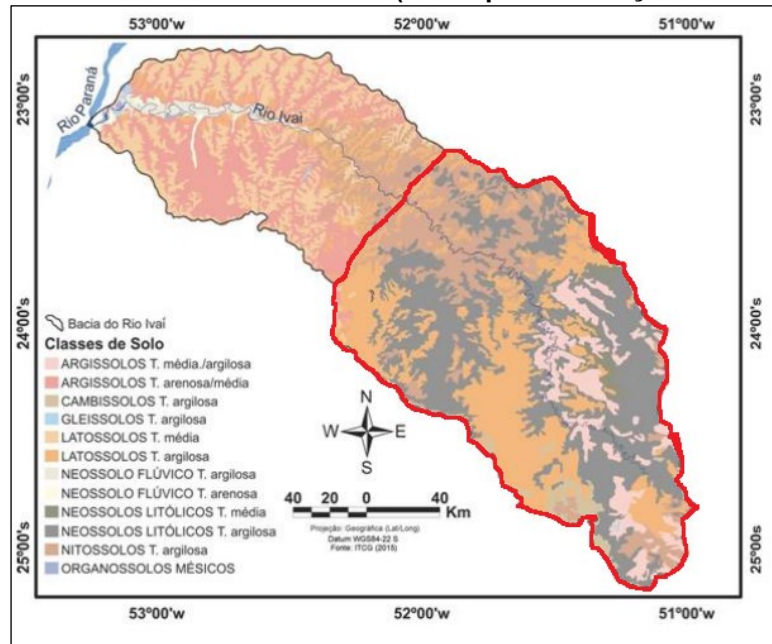 53°00'w 52°00'w 51°00'w
23°00's
23°00's
Rio Paraná
Rio Ivaí
24°00's
24°00's
Bacia do Rio Ivaí
Classes de Solo
ARGISSOLOS T. média./argilosa
ARGISSOLOS T. arenosa/média
CAMBISSOLOS T. argilosa
GLEISSOLOS T. argilosa
LATOSSOLOS T. média
LATOSSOLOS T. argilosa
NEOSSOLO FLÚVICO T. argilosa
NEOSSOLO FLÚVICO T. arenosa
NEOSSOLOS LITÓLICOS T. média
NEOSSOLOS LITÓLICOS T. argilosa
NITOSSOLOS T. argilosa
ORGANOSSOLOS MÉSICOS
N
W E
S
40 20 0 40
Km
Projeção: Geográfica (Lat/Long)
Datum WGS84-22 S
Fonte: ITCG (2015)
25°00's
25°00's
53°00'w 52°00'w 51°00'w